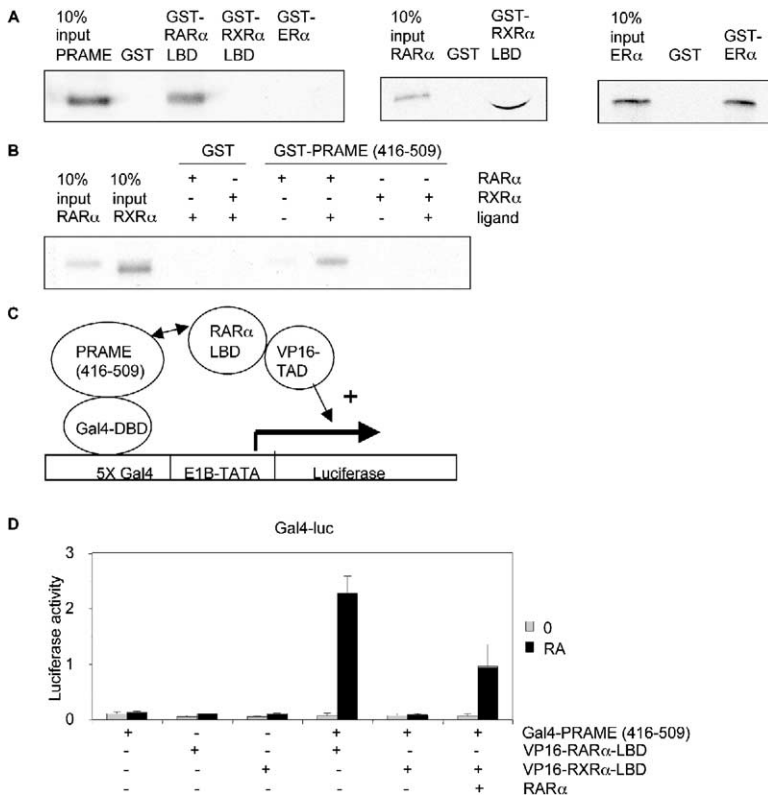 A
10% input PRAME GST GST-RARα LBD GST-RXRα LBD GST-ERα
10% input RARα GST GST-RXRα LBD
10% input ERα GST GST-ERα
B
GST GST-PRAME (416-509)
10% input RARα 10% input RXRα
+ - + + - - RARα
- + - - + + RXRα
+ + - + - + ligand
C
PRAME (416-509)
RARα LBD
VP16-TAD
+
Gal4-DBD
5X Gal4 E1B-TATA Luciferase
D
Gal4-luc
Luciferase activity
3
2
1
0
0
RA
+ - - + + + Gal4-PRAME (416-509)
- + - + - - VP16-RARα-LBD
- - + - + + VP16-RXRα-LBD
- - - - - + RARα